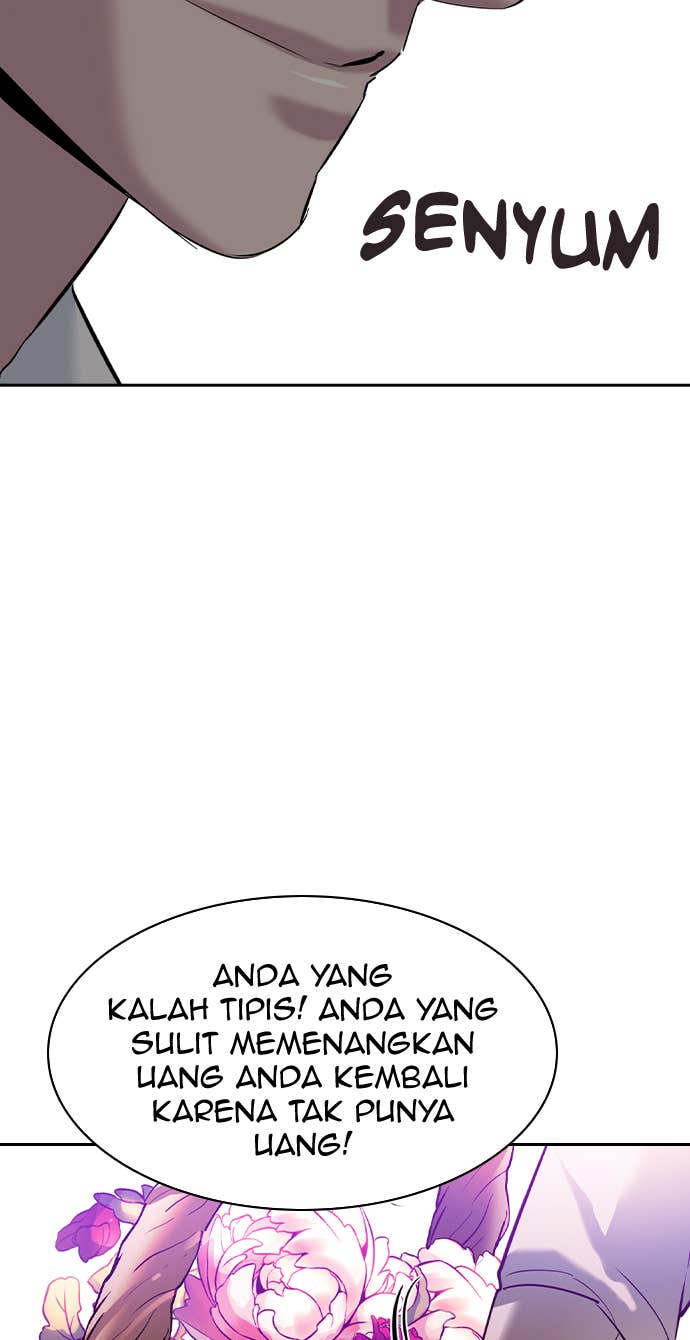 SENYUM
ANDA YANG
KALAH TIPIS! ANDA YANG
SULIT MEMENANGKAN
UANG ANDA KEMBALI
KARENA TAK PUNYA
UANG!